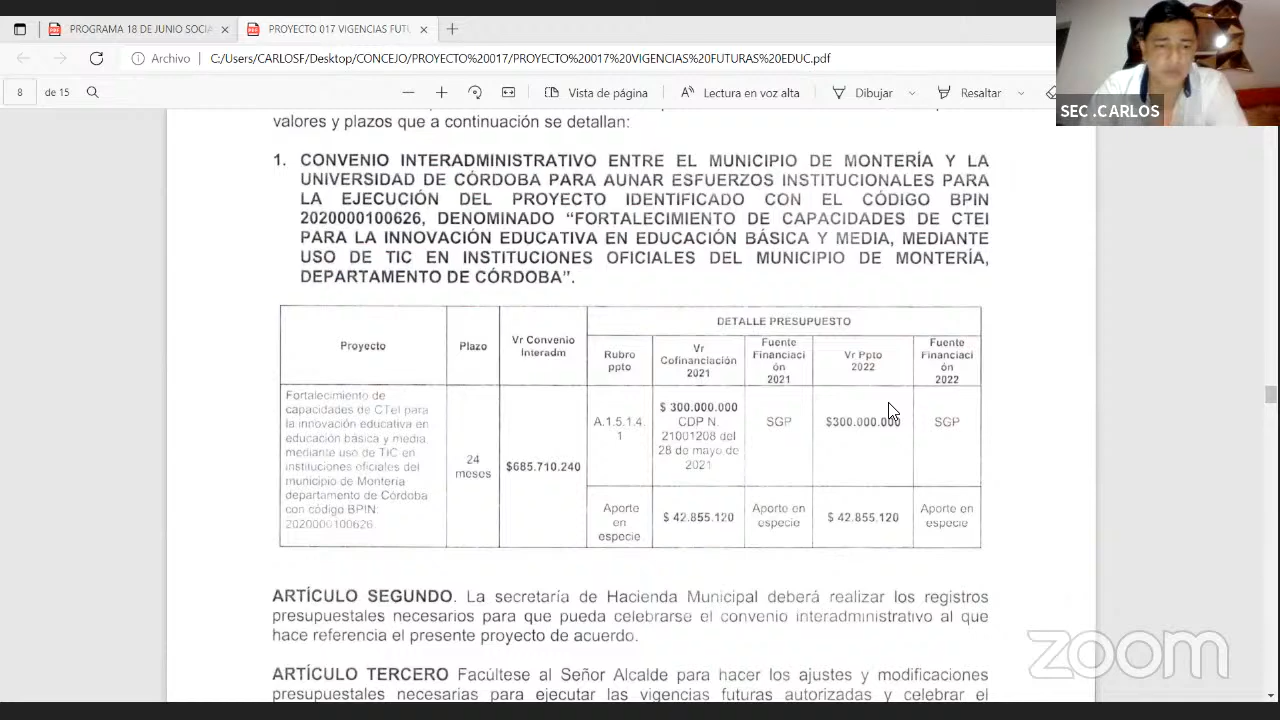 PROGRAMA 18 DE JUNIO SOCIA
PROYECTO 017 VIGENCIAS FUTU
Archivo C:/Users/CARLOSF/Desktop/CONCEJO/PROYECTO%20017/PROYECTO%20017%20VIGENCIAS%20FUTURAS%20EDUC.pdf
8 de 15 Vista de página Lectura en voz alta Dibujar Resaltar
SEC .CARLOS
valores y plazos que a continuación se detallan:
1. CONVENIO INTERADMINISTRATIVO ENTRE EL MUNICIPIO DE MONTERÍA Y LA
UNIVERSIDAD DE CÓRDOBA PARA AUNAR ESFUERZOS INSTITUCIONALES PARA
LA EJECUCIÓN DEL PROYECTO IDENTIFICADO CON EL CÓDIGO BPIN
2020000100626, DENOMINADO “FORTALECIMIENTO DE CAPACIDADES DE CTEI
PARA LA INNOVACIÓN EDUCATIVA EN EDUCACIÓN BÁSICA Y MEDIA, MEDIANTE
USO DE TIC EN INSTITUCIONES OFICIALES DEL MUNICIPIO DE MONTERÍA,
DEPARTAMENTO DE CÓRDOBA”.
Proyecto
Plazo
Vr Convenio
Interadm
DETALLE PRESUPUESTO
Rubro
ppto
Vr
Cofinanciación
2021
Fuente
Financiaci
ón
2021
Vr Ppto
2022
Fuente
Financiaci
ón
2022
Fortalecimiento de
capacidades de CTeI para
la innovación educativa en
educación básica y media,
mediante uso de TIC en
instituciones oficiales del
municipio de Montería
departamento de Córdoba
con código BPIN:
2020000100626.
24
meses
$685.710.240
A.1.5.1.4.
1
$ 300.000.000
CDP N.
21001208 del
28 de mayo de
2021
SGP
$300.000.000
SGP
Aporte
en
especie
$ 42.855.120
Aporte en
especie
$ 42.855.120
Aporte en
especie
ARTÍCULO SEGUNDO. La secretaría de Hacienda Municipal deberá realizar los registros
presupuestales necesarios para que pueda celebrarse el convenio interadministrativo al que
hace referencia el presente proyecto de acuerdo.
ARTÍCULO TERCERO Facúltese al Señor Alcalde para hacer los ajustes y modificaciones
presupuestales necesarias para ejecutar las vigencias futuras autorizadas y celebrar el
zoom